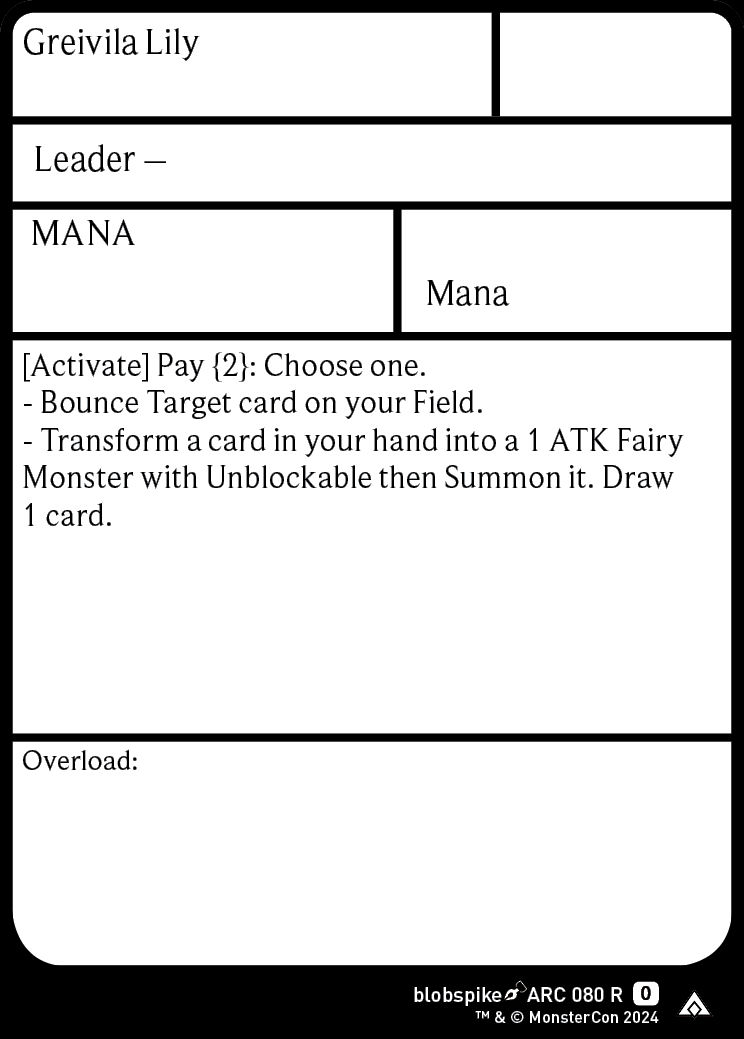 Greivila Lily
Leader —
MANA
Mana
[Activate] Pay {2}: Choose one.
- Bounce Target card on your Field.
- Transform a card in your hand into a 1 ATK Fairy
Monster with Unblockable then Summon it. Draw
1 card.
Overload:
blobspike ARC 080 R 0
™ & © MonsterCon 2024